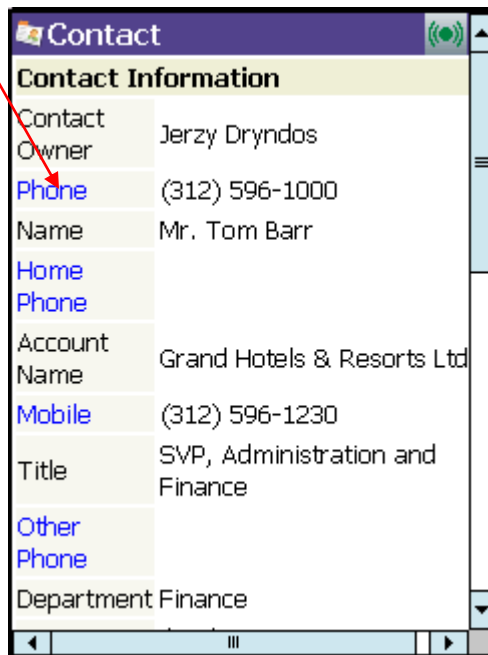 Contact
Contact Information
Contact Owner Jerzy Dryndos
Phone (312) 596-1000
Name Mr. Tom Barr
Home Phone
Account Name Grand Hotels & Resorts Ltd
Mobile (312) 596-1230
Title SVP, Administration and Finance
Other Phone
Department Finance